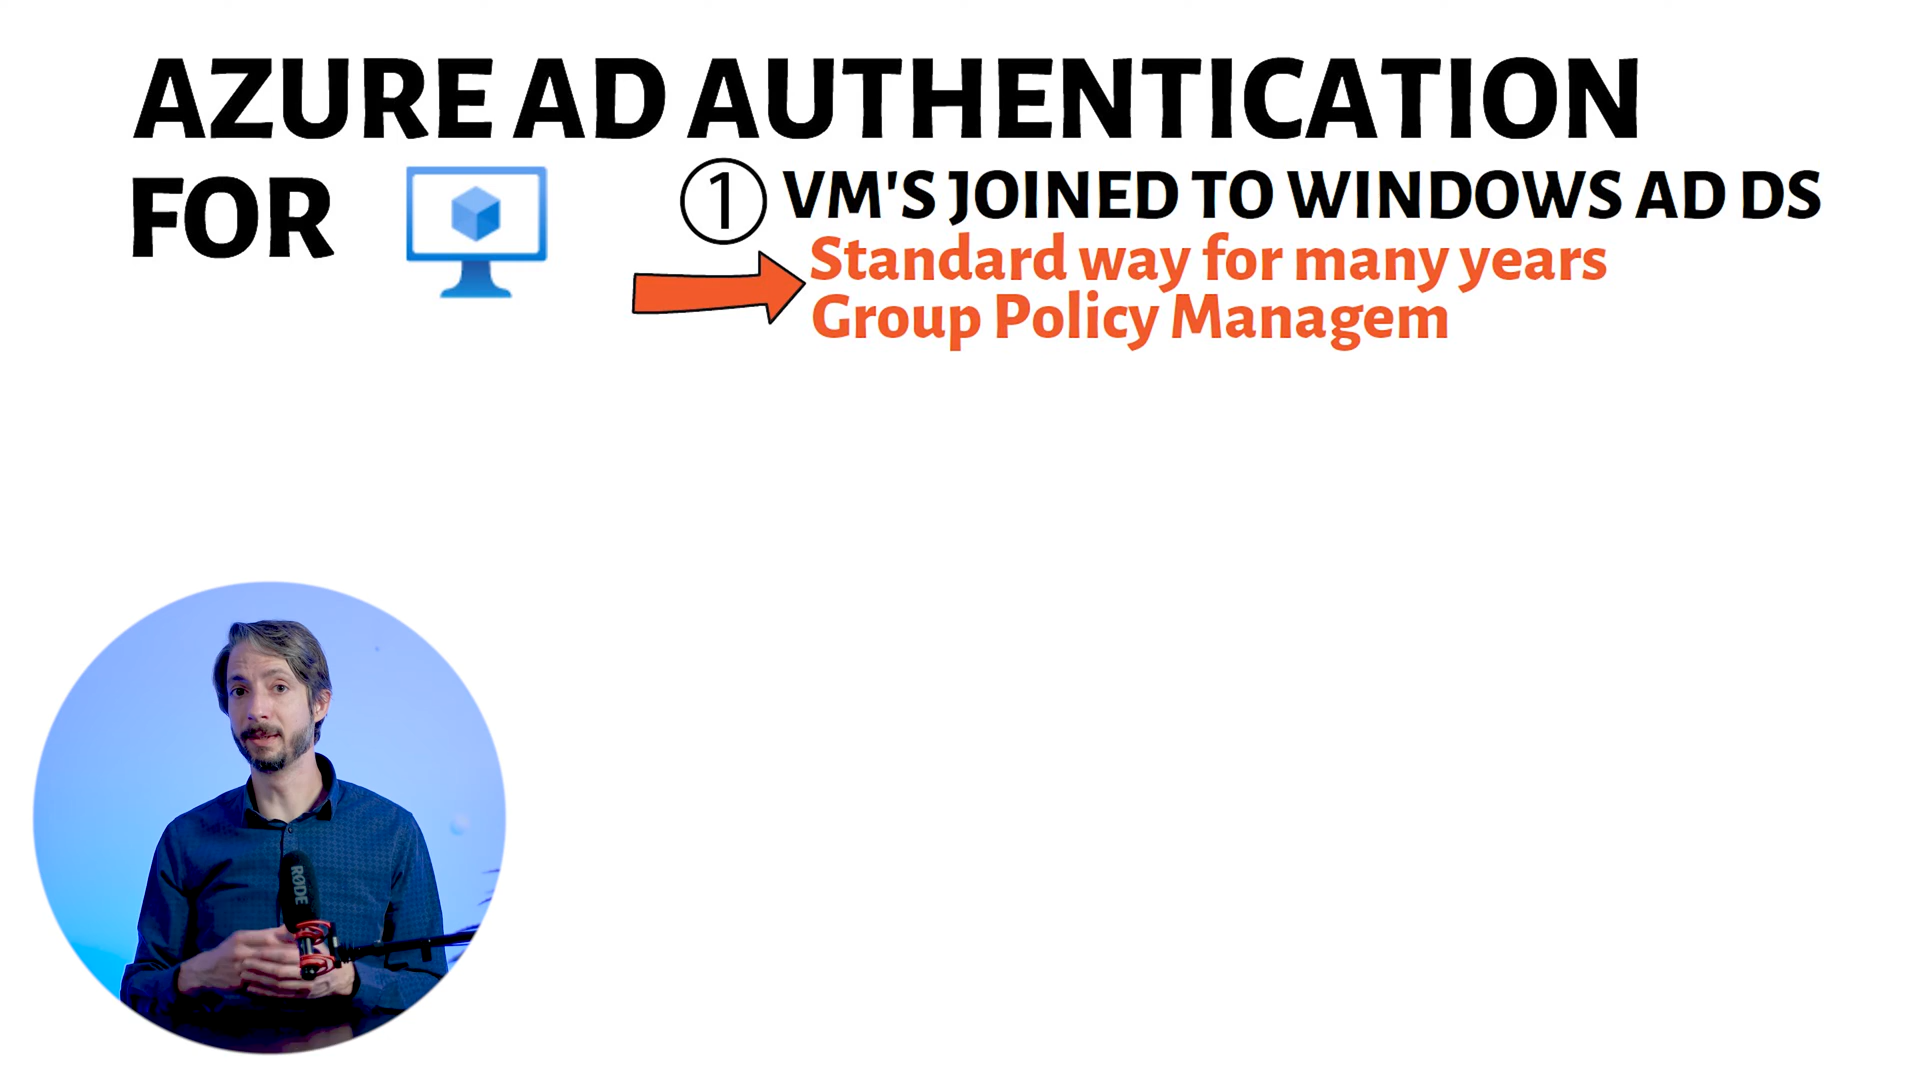 AZURE AD AUTHENTICATION
FOR
1 VM'S JOINED TO WINDOWS AD DS
Standard way for many years
Group Policy Managem
RØDE